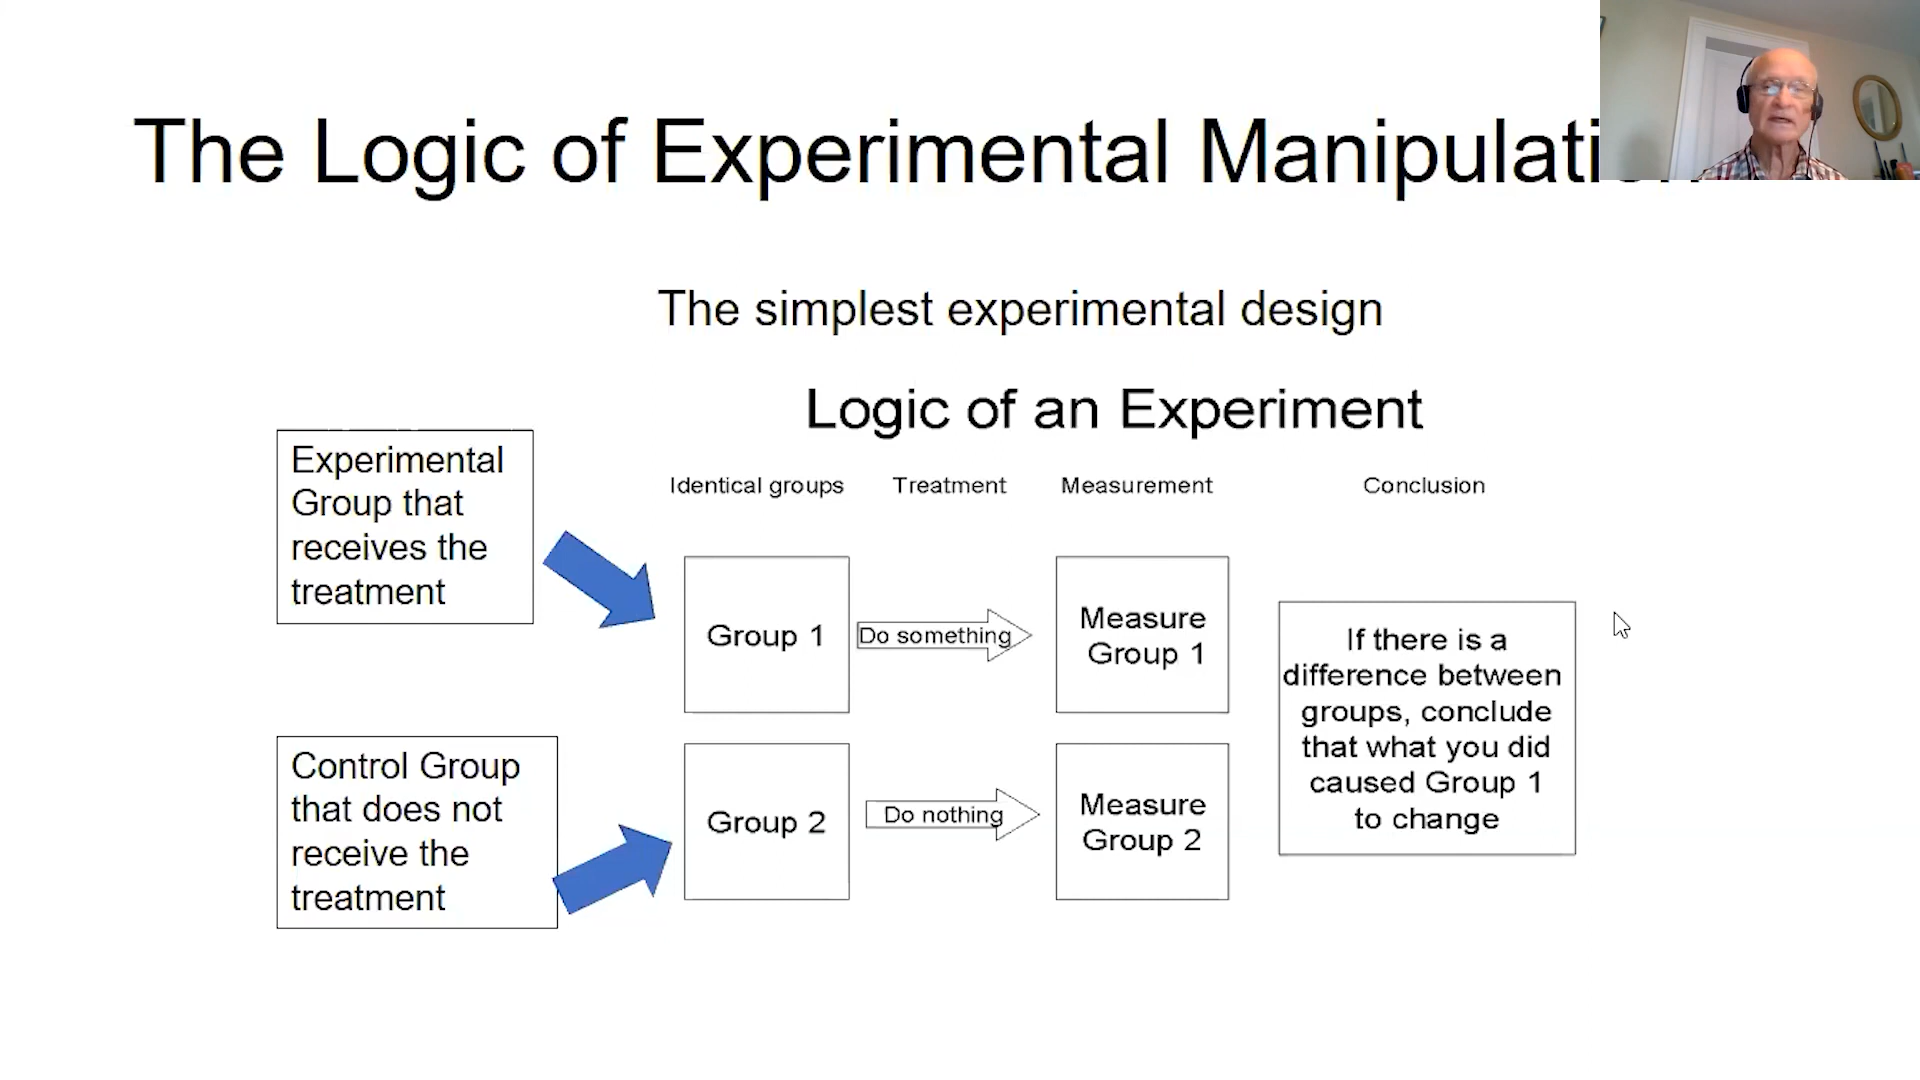 The Logic of Experimental Manipulation
The simplest experimental design
Logic of an Experiment
Experimental
Group that
receives the
treatment
Control Group
that does not
receive the
treatment
Identical groups
Treatment
Measurement
Conclusion
Group 1
Do something
Measure
Group 1
Group 2
Do nothing
Measure
Group 2
If there is a
difference between
groups, conclude
that what you did
caused Group 1
to change